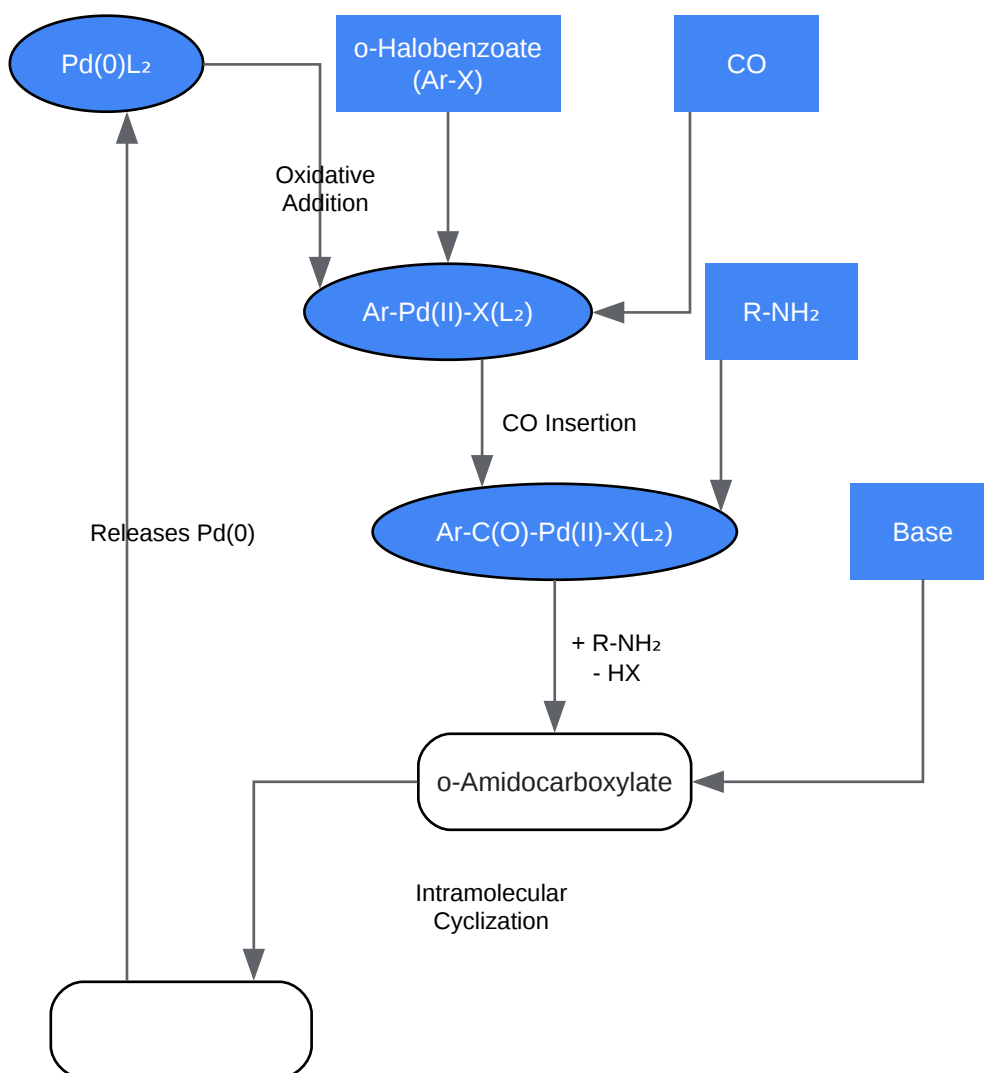 Pd(0)L₂
o-Halobenzoate
(Ar-X)
CO
Oxidative
Addition
Ar-Pd(II)-X(L₂)
R-NH₂
CO Insertion
Releases Pd(0)
Ar-C(O)-Pd(II)-X(L₂)
Base
+ R-NH₂
- HX
o-Amidocarboxylate
Intramolecular
Cyclization